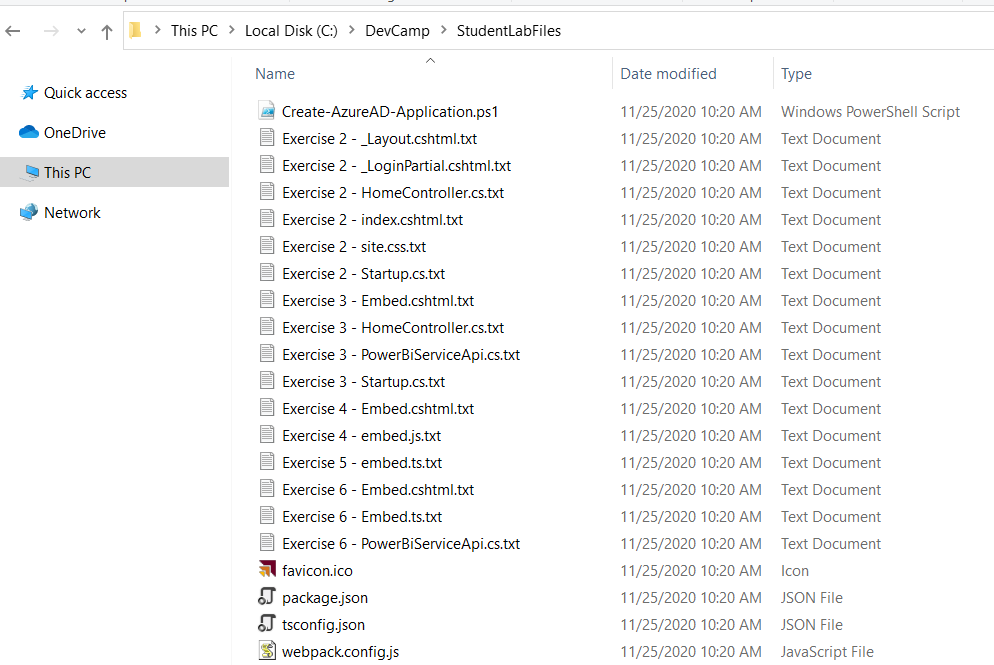 This PC > Local Disk (C:) > DevCamp > StudentLabFiles
Name Date modified Type
Quick access
OneDrive
This PC
Network
Create-AzureAD-Application.ps1 11/25/2020 10:20 AM Windows PowerShell Script
Exercise 2 - _Layout.cshtml.txt 11/25/2020 10:20 AM Text Document
Exercise 2 - _LoginPartial.cshtml.txt 11/25/2020 10:20 AM Text Document
Exercise 2 - HomeController.cs.txt 11/25/2020 10:20 AM Text Document
Exercise 2 - index.cshtml.txt 11/25/2020 10:20 AM Text Document
Exercise 2 - site.css.txt 11/25/2020 10:20 AM Text Document
Exercise 2 - Startup.cs.txt 11/25/2020 10:20 AM Text Document
Exercise 3 - Embed.cshtml.txt 11/25/2020 10:20 AM Text Document
Exercise 3 - HomeController.cs.txt 11/25/2020 10:20 AM Text Document
Exercise 3 - PowerBiServiceApi.cs.txt 11/25/2020 10:20 AM Text Document
Exercise 3 - Startup.cs.txt 11/25/2020 10:20 AM Text Document
Exercise 4 - Embed.cshtml.txt 11/25/2020 10:20 AM Text Document
Exercise 4 - embed.js.txt 11/25/2020 10:20 AM Text Document
Exercise 5 - embed.ts.txt 11/25/2020 10:20 AM Text Document
Exercise 6 - Embed.cshtml.txt 11/25/2020 10:20 AM Text Document
Exercise 6 - Embed.ts.txt 11/25/2020 10:20 AM Text Document
Exercise 6 - PowerBiServiceApi.cs.txt 11/25/2020 10:20 AM Text Document
favicon.ico 11/25/2020 10:20 AM Icon
package.json 11/25/2020 10:20 AM JSON File
tsconfig.json 11/25/2020 10:20 AM JSON File
webpack.config.js 11/25/2020 10:20 AM JavaScript File